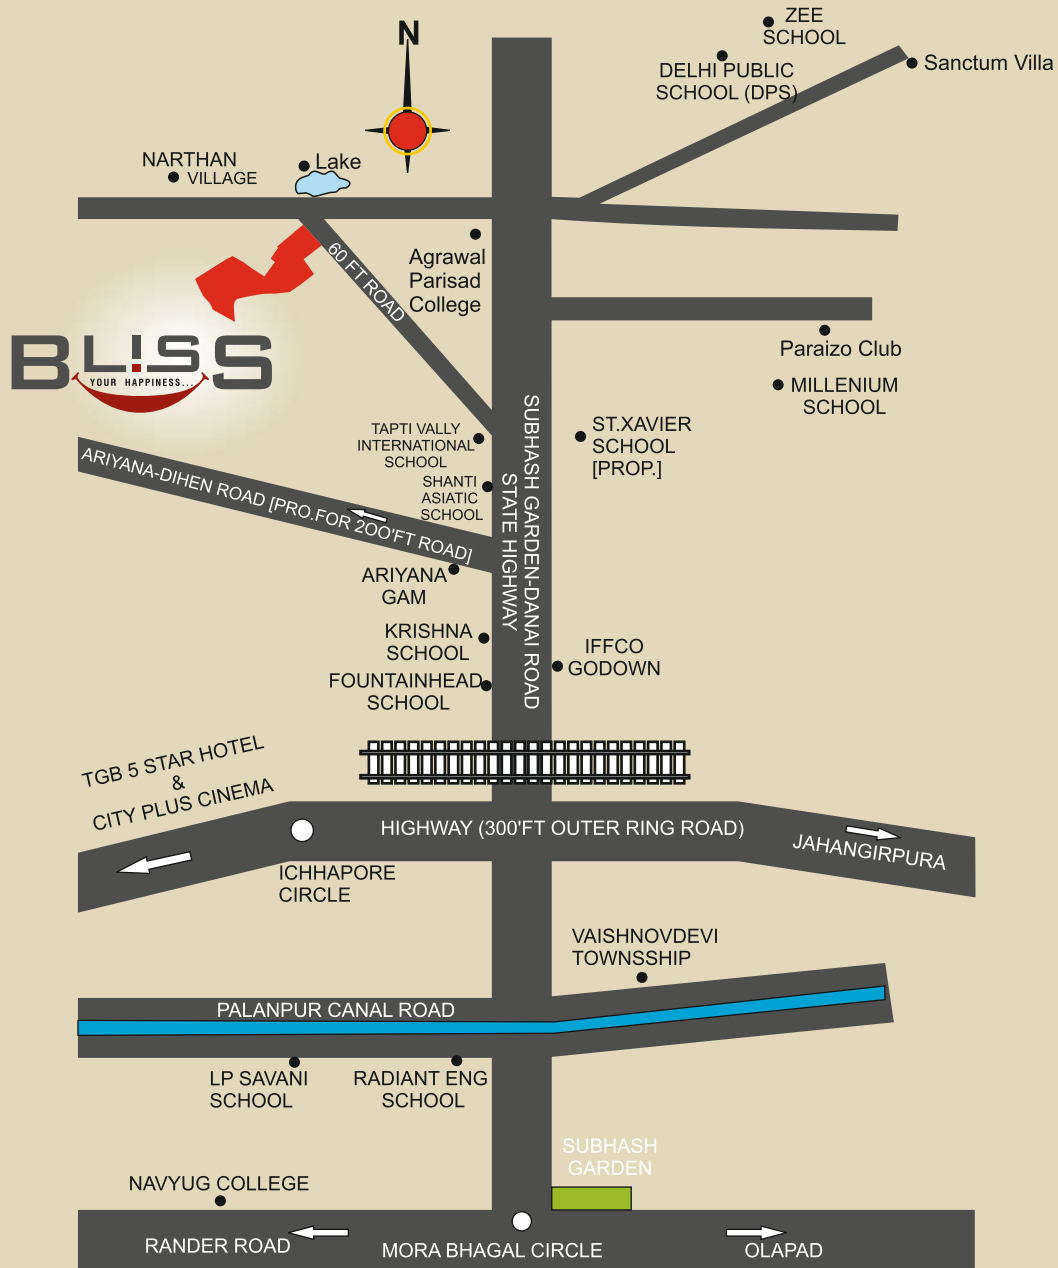 ZEE
SCHOOL
N
DELHI PUBLIC
SCHOOL (DPS)
Sanctum Villa
NARTHAN
VILLAGE
Lake
60 FT ROAD
Agrawal
Parisad
College
BL!SS
YOUR HAPPINESS...
Paraizo Club
MILLENIUM
SCHOOL
TAPTI VALLY
INTERNATIONAL
SCHOOL
ST.XAVIER
SCHOOL
[PROP.]
SUBHASH GARDEN-DANAI ROAD
STATE HIGHWAY
SHANTI
ASIATIC
SCHOOL
ARIYANA-DIHEN ROAD [PRO.FOR 2OO'FT ROAD]
ARIYANA
GAM
KRISHNA
SCHOOL
IFFCO
GODOWN
FOUNTAINHEAD
SCHOOL
TGB 5 STAR HOTEL
&
CITY PLUS CINEMA
HIGHWAY (300'FT OUTER RING ROAD)
JAHANGIRPURA
ICHHAPORE
CIRCLE
VAISHNOVDEVI
TOWNSSHIP
PALANPUR CANAL ROAD
LP SAVANI
SCHOOL
RADIANT ENG
SCHOOL
SUBHASH
GARDEN
NAVYUG COLLEGE
RANDER ROAD
MORA BHAGAL CIRCLE
OLAPAD